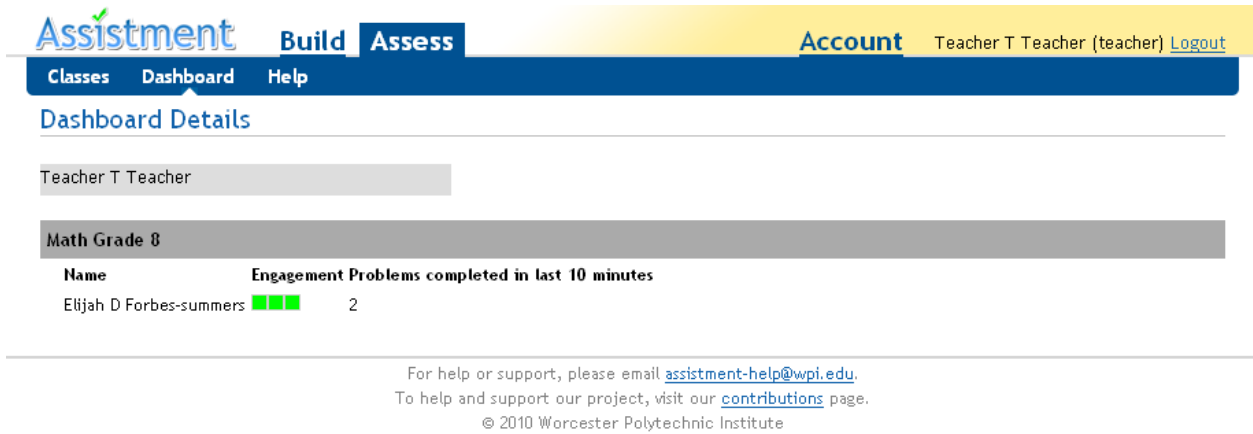 Assistment Build Assess Account Teacher T Teacher (teacher) Logout
Classes Dashboard Help
Dashboard Details
Teacher T Teacher
Math Grade 8
Name Engagement Problems completed in last 10 minutes
Elijah D Forbes-summers 2
For help or support, please email assistment-help@wpi.edu.
To help and support our project, visit our contributions page.
© 2010 Worcester Polytechnic Institute